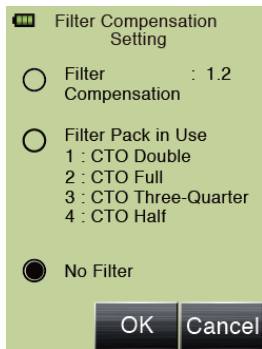 Filter Compensation
Setting
Filter : 1.2
Compensation
Filter Pack in Use
1 : CTO Double
2 : CTO Full
3 : CTO Three-Quarter
4 : CTO Half
No Filter
OK Cancel